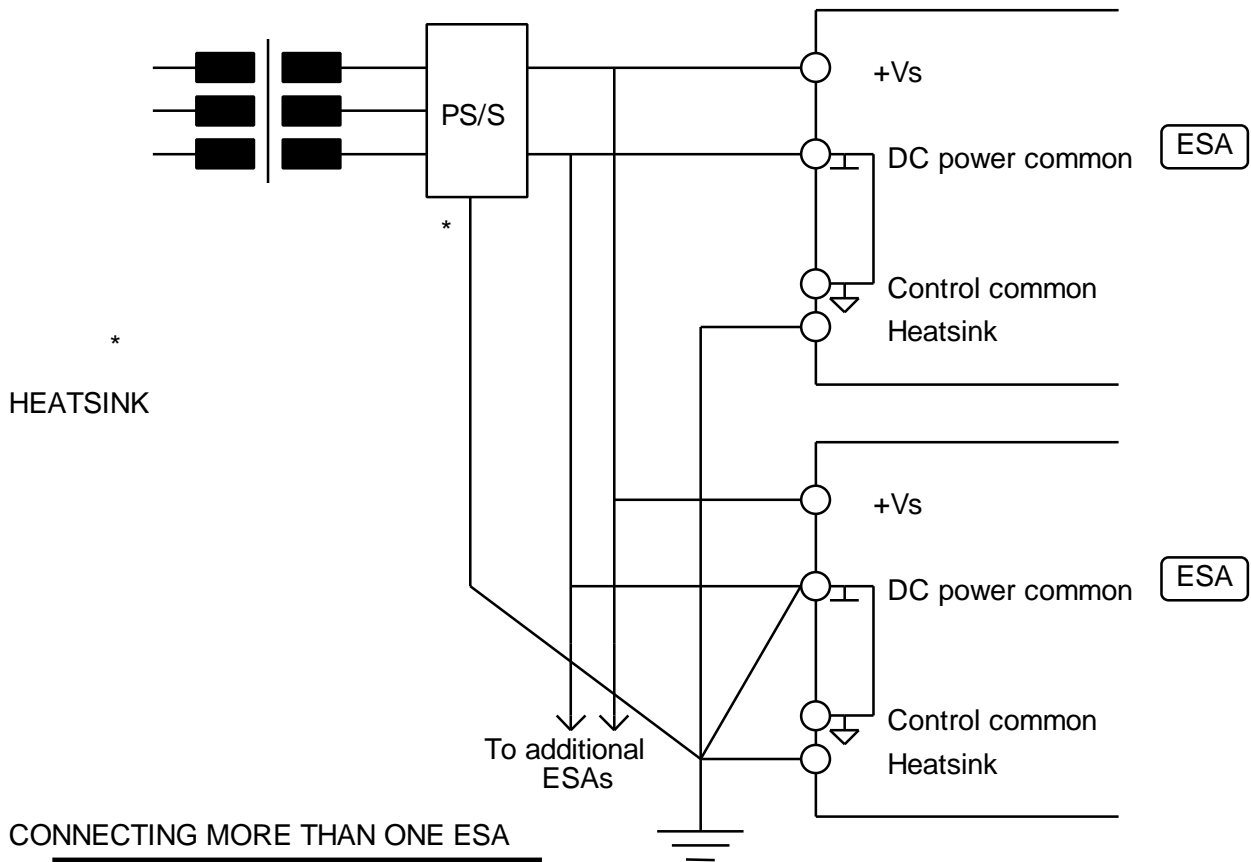 +Vs
PS/S
DC power common
ESA
*
Control common
*
Heatsink
HEATSINK
+Vs
DC power common
ESA
Control common
To additional
ESAs
Heatsink
CONNECTING MORE THAN ONE ESA